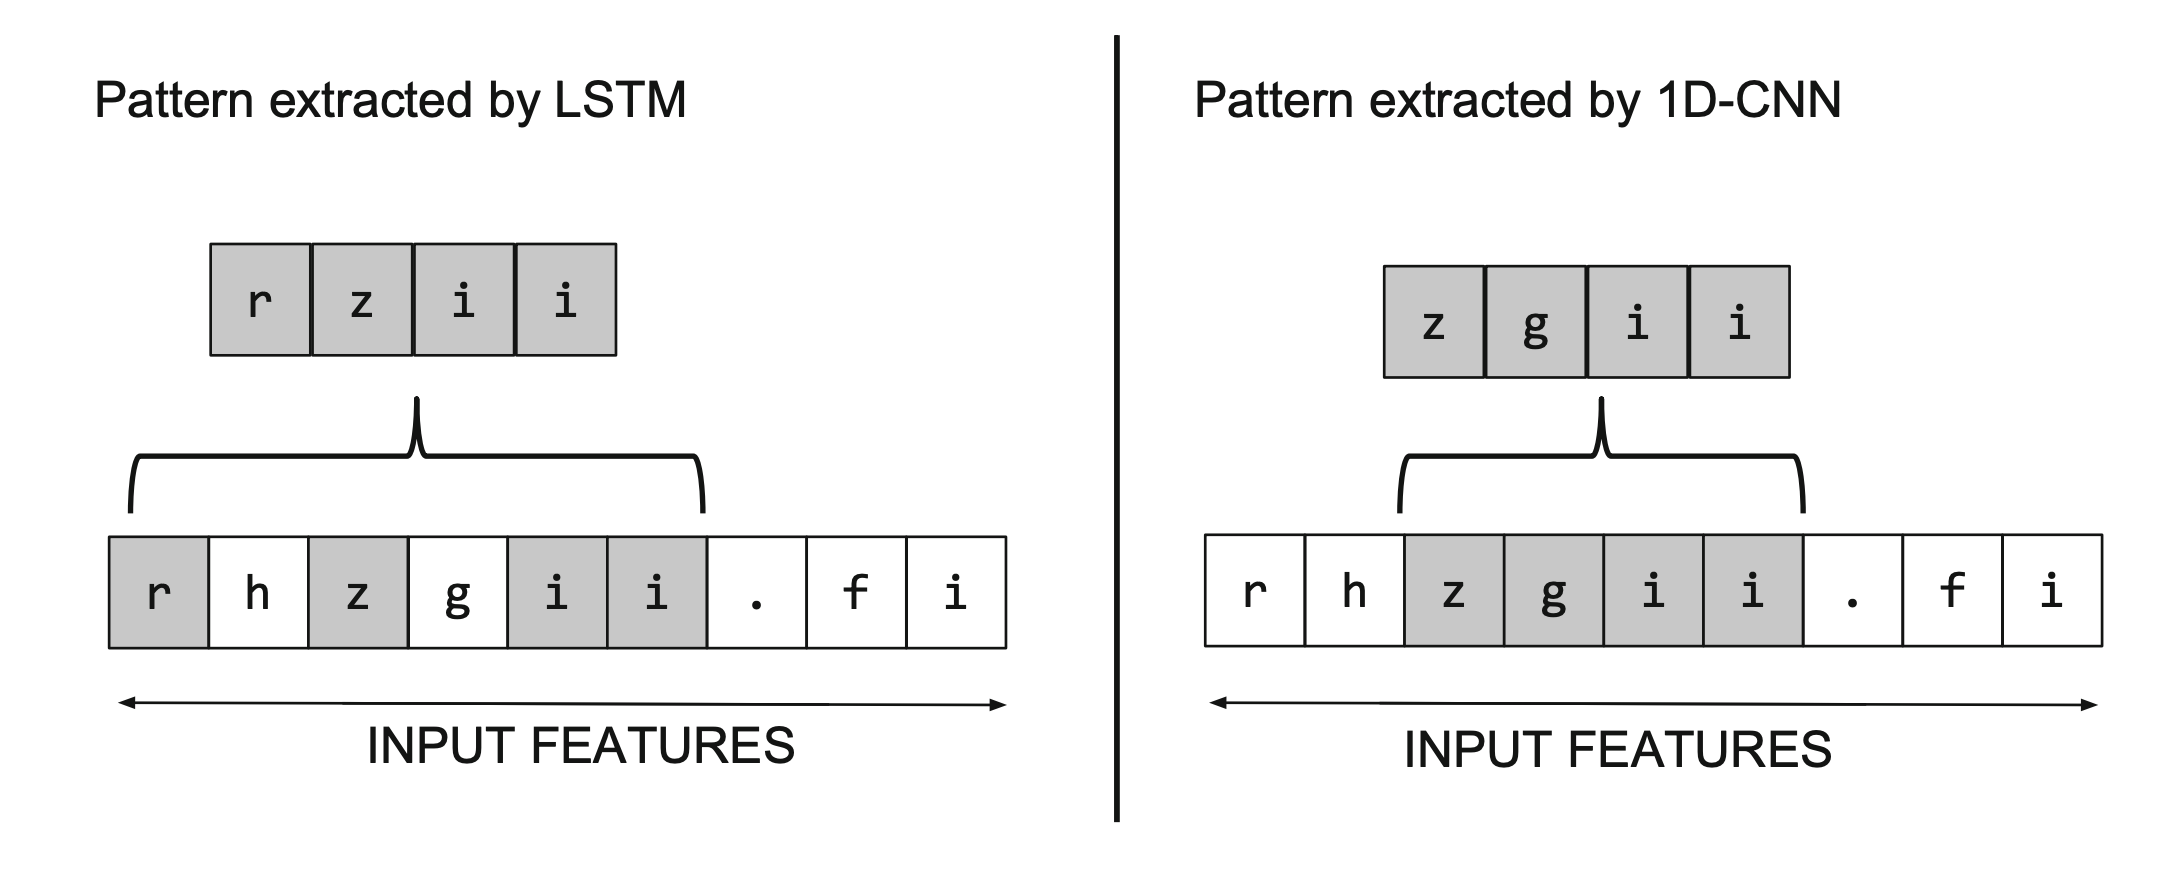 Pattern extracted by LSTM
r z i i
r h z g i i . f i
INPUT FEATURES
Pattern extracted by 1D-CNN
z g i i
r h z g i i . f i
INPUT FEATURES